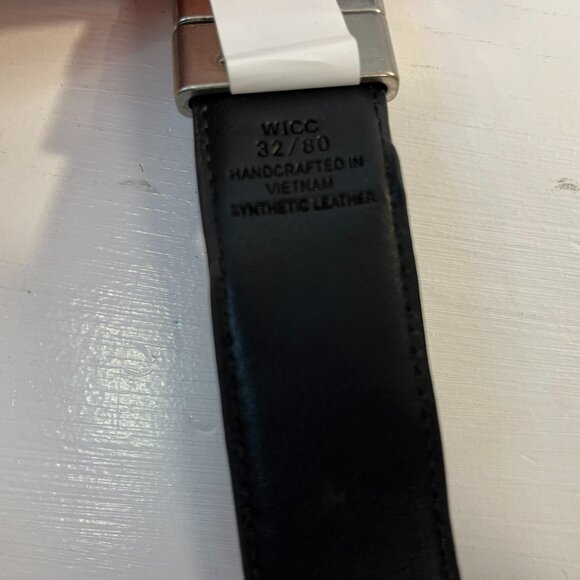 WICC
32/80
HANDCRAFTED IN
VIETNAM
SYNTHETIC LEATHER